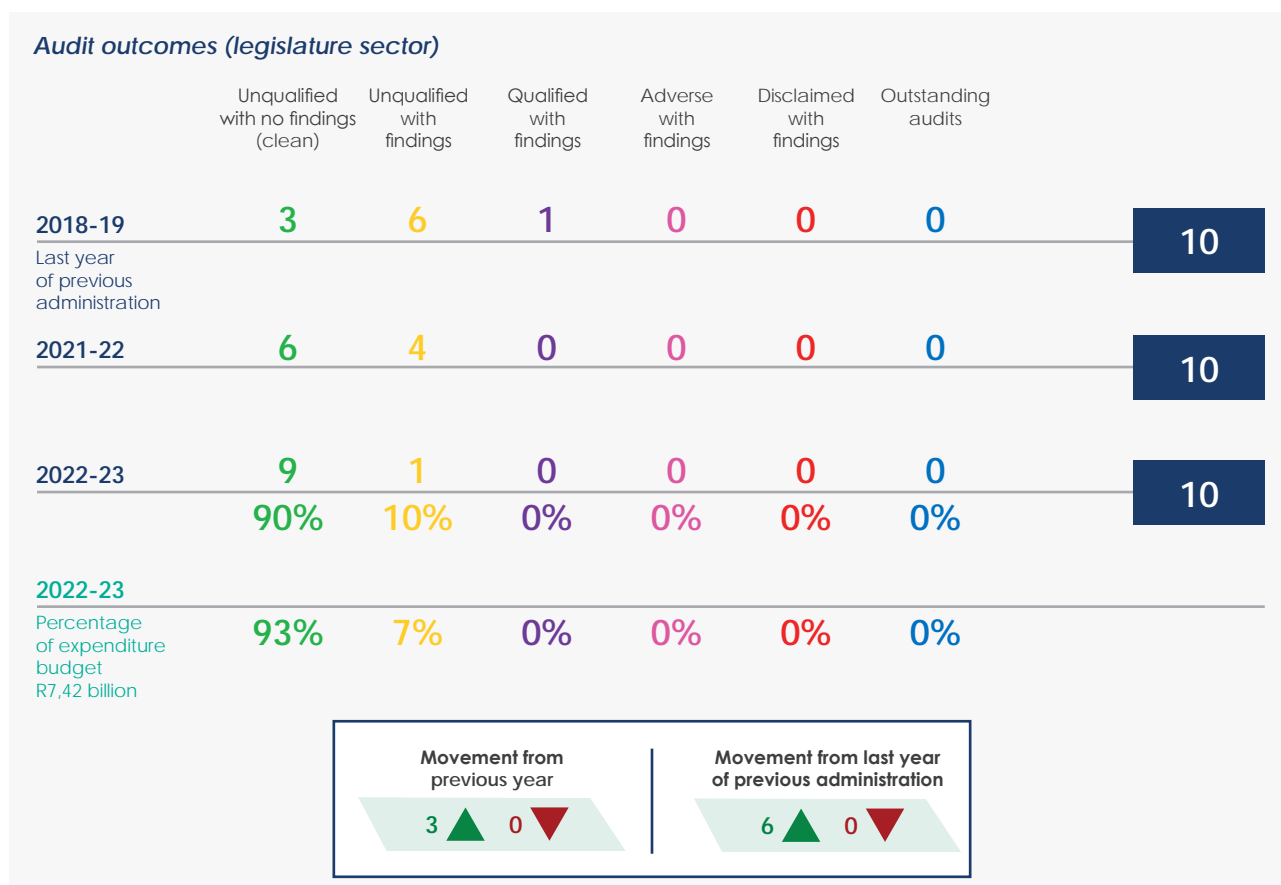 Audit outcomes (legislature sector)
Unqualified with no findings (clean)
Unqualified with findings
Qualified with findings
Adverse with findings
Disclaimed with findings
Outstanding audits
2018-19 3 6 1 0 0 0 10
Last year
of previous
administration
2021-22 6 4 0 0 0 0 10
2022-23 9 1 0 0 0 0 10
90% 10% 0% 0% 0% 0%
2022-23
Percentage
of expenditure
budget
R7,42 billion
93% 7% 0% 0% 0% 0%
Movement from
previous year
3 0
Movement from last year
of previous administration
6 0